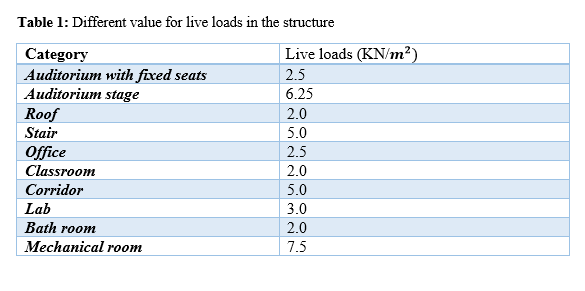 Table 1: Different value for live loads in the structure
Category Live loads (KN/m²)
Auditorium with fixed seats 2.5
Auditorium stage 6.25
Roof 2.0
Stair 5.0
Office 2.5
Classroom 2.0
Corridor 5.0
Lab 3.0
Bath room 2.0
Mechanical room 7.5